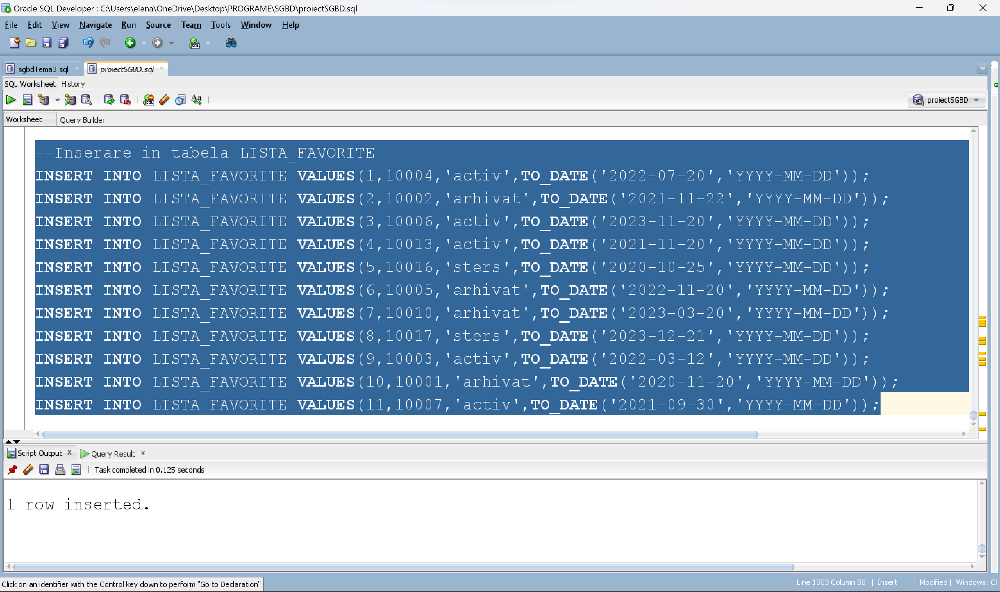 Oracle SQL Developer : C:\Users\elena\OneDrive\Desktop\PROGRAME\SGBD\proiectSGBD.sql
File Edit View Navigate Run Source Team Tools Window Help
sgbdTema3.sql proiectSGBD.sql
SQL Worksheet History
proiectSGBD
Worksheet Query Builder
--Inserare in tabela LISTA_FAVORITE
INSERT INTO LISTA_FAVORITE VALUES(1,10004,'activ',TO_DATE('2022-07-20','YYYY-MM-DD'));
INSERT INTO LISTA_FAVORITE VALUES(2,10002,'arhivat',TO_DATE('2021-11-22','YYYY-MM-DD'));
INSERT INTO LISTA_FAVORITE VALUES(3,10006,'activ',TO_DATE('2023-11-20','YYYY-MM-DD'));
INSERT INTO LISTA_FAVORITE VALUES(4,10013,'activ',TO_DATE('2021-11-20','YYYY-MM-DD'));
INSERT INTO LISTA_FAVORITE VALUES(5,10016,'sters',TO_DATE('2020-10-25','YYYY-MM-DD'));
INSERT INTO LISTA_FAVORITE VALUES(6,10005,'arhivat',TO_DATE('2022-11-20','YYYY-MM-DD'));
INSERT INTO LISTA_FAVORITE VALUES(7,10010,'arhivat',TO_DATE('2023-03-20','YYYY-MM-DD'));
INSERT INTO LISTA_FAVORITE VALUES(8,10017,'sters',TO_DATE('2023-12-21','YYYY-MM-DD'));
INSERT INTO LISTA_FAVORITE VALUES(9,10003,'activ',TO_DATE('2022-03-12','YYYY-MM-DD'));
INSERT INTO LISTA_FAVORITE VALUES(10,10001,'arhivat',TO_DATE('2020-11-20','YYYY-MM-DD'));
INSERT INTO LISTA_FAVORITE VALUES(11,10007,'activ',TO_DATE('2021-09-30','YYYY-MM-DD'));
Script Output x Query Result x
Task completed in 0.125 seconds
1 row inserted.
Click on an identifier with the Control key down to perform "Go to Declaration"
| Line 1063 Column 88 | Insert | Modified | Windows: Cl